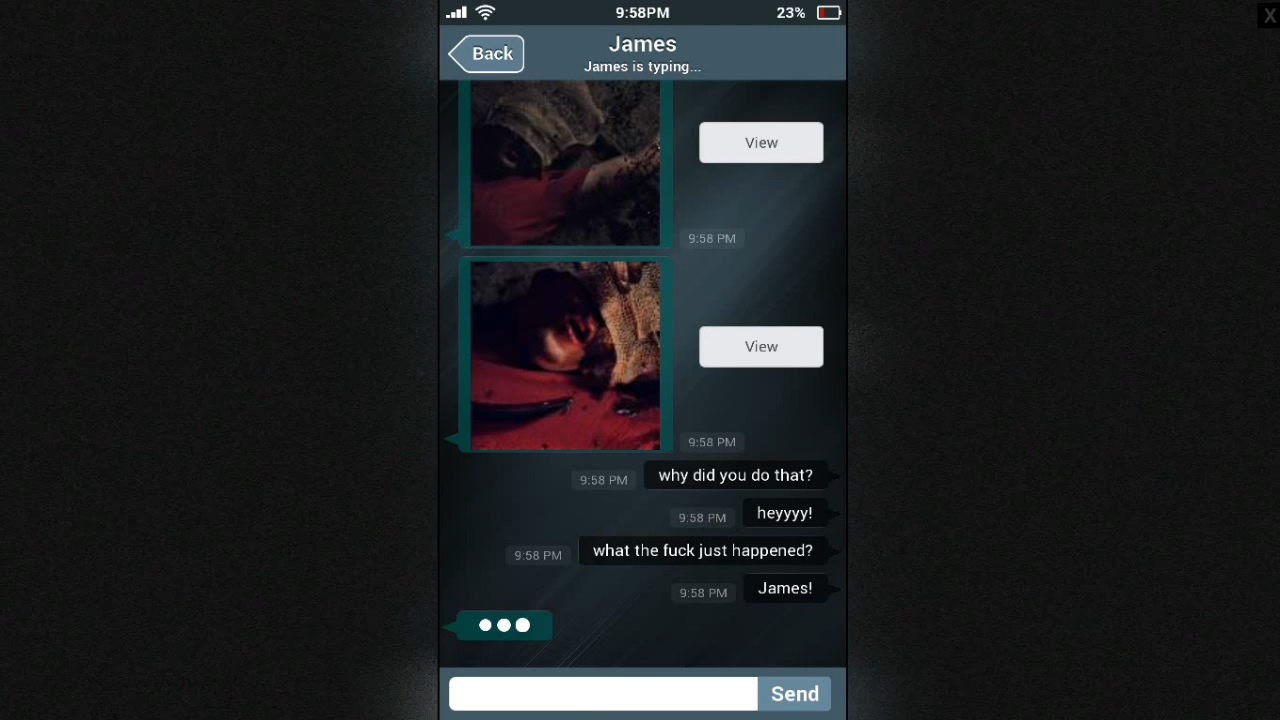 9:58PM
23%
X
Back
James
James is typing...
View
9:58 PM
View
9:58 PM
9:58 PM why did you do that?
9:58 PM heyyyy!
9:58 PM what the fuck just happened?
9:58 PM James!
Send